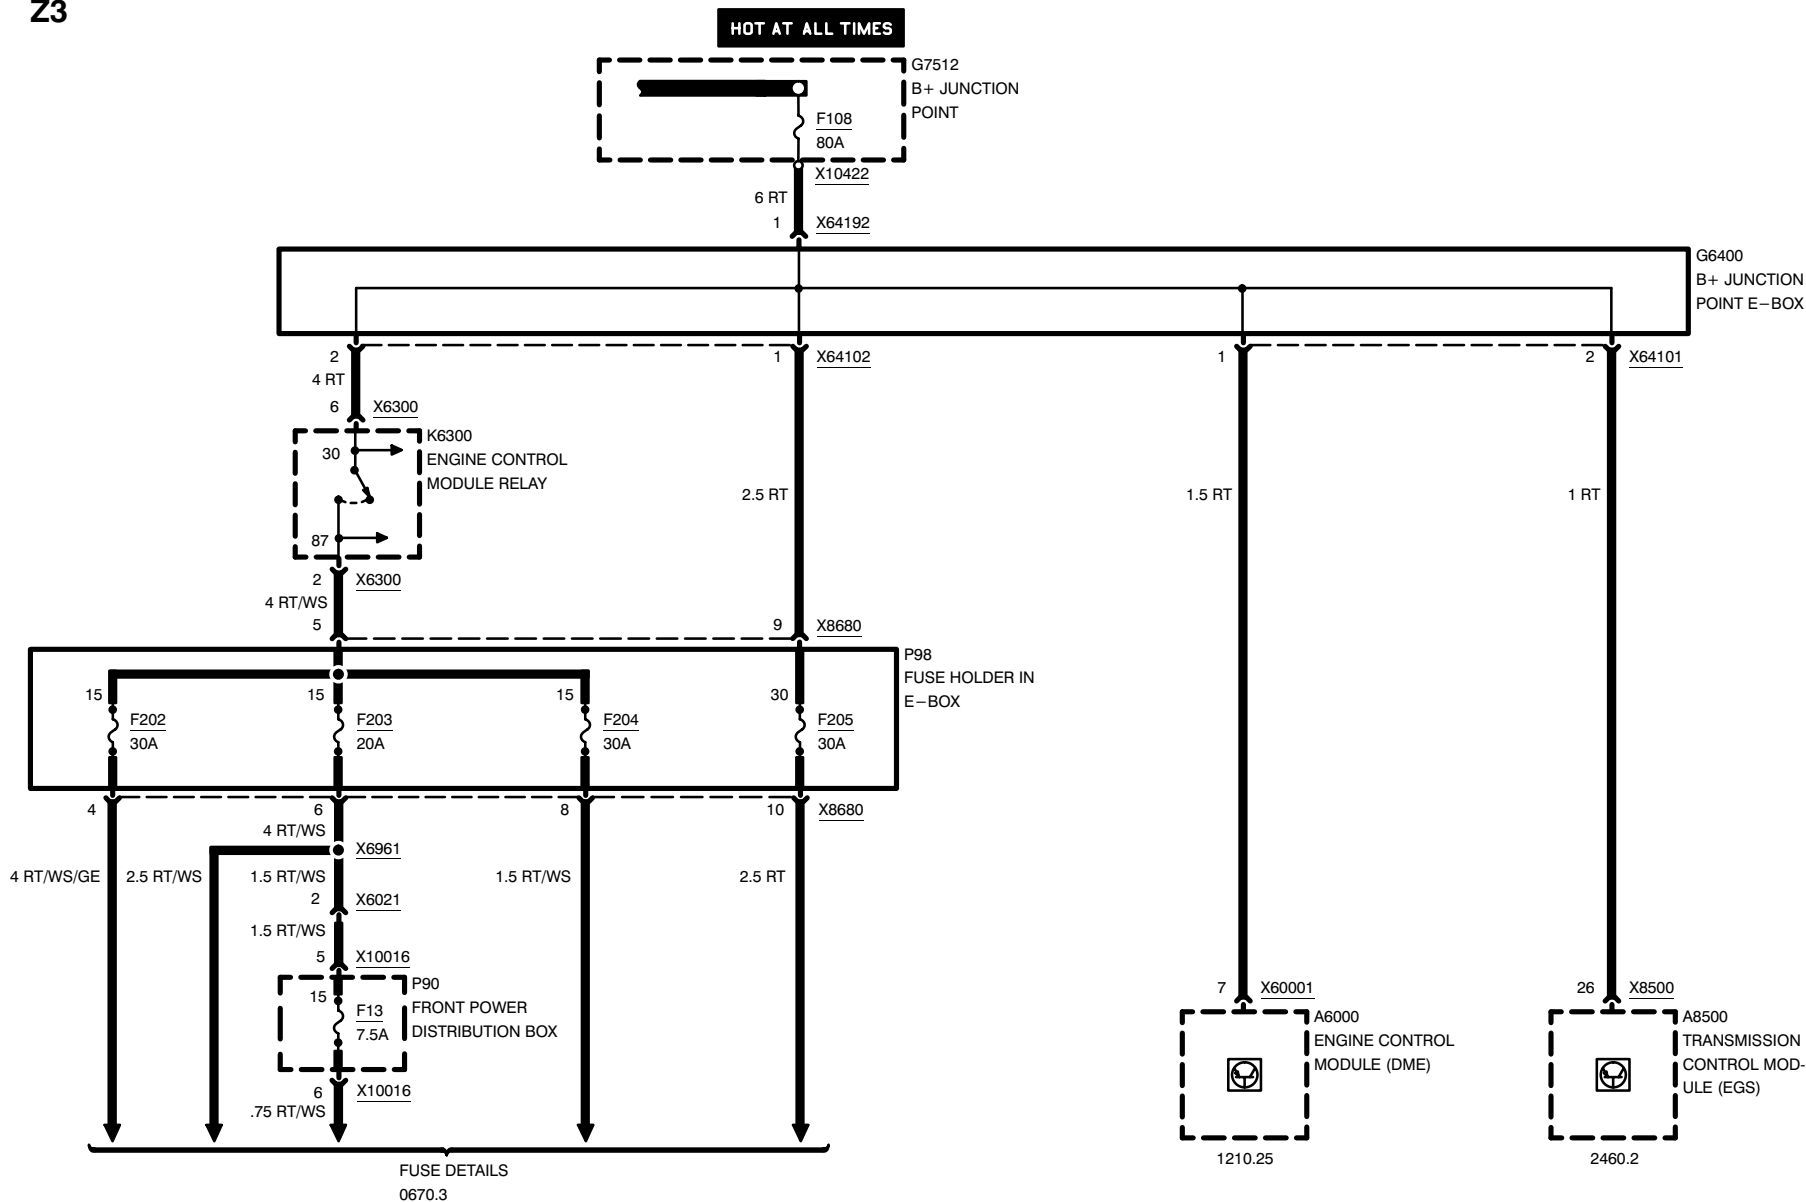 Z3
HOT AT ALL TIMES
G7512
B+ JUNCTION
POINT
F108
80A
X10422
6 RT
1 X64192
G6400
B+ JUNCTION
POINT E−BOX
2 1 X64102 1 2 X64101
4 RT
6 X6300
K6300
30
ENGINE CONTROL
MODULE RELAY
2.5 RT 1.5 RT 1 RT
87
2 X6300
4 RT/WS
5 9 X8680
P98
FUSE HOLDER IN
E−BOX
15 15 15 30
F202 F203 F204 F205
30A 20A 30A 30A
4 6 8 10 X8680
4 RT/WS
X6961
4 RT/WS/GE 2.5 RT/WS 1.5 RT/WS 1.5 RT/WS 2.5 RT
2 X6021
1.5 RT/WS
5 X10016
P90
15
FRONT POWER
DISTRIBUTION BOX
F13
7.5A
7 X60001 26 X8500
A6000
ENGINE CONTROL
MODULE (DME)
A8500
TRANSMISSION
CONTROL MOD-
ULE (EGS)
6 X10016
.75 RT/WS
FUSE DETAILS
0670.3
1210.25 2460.2